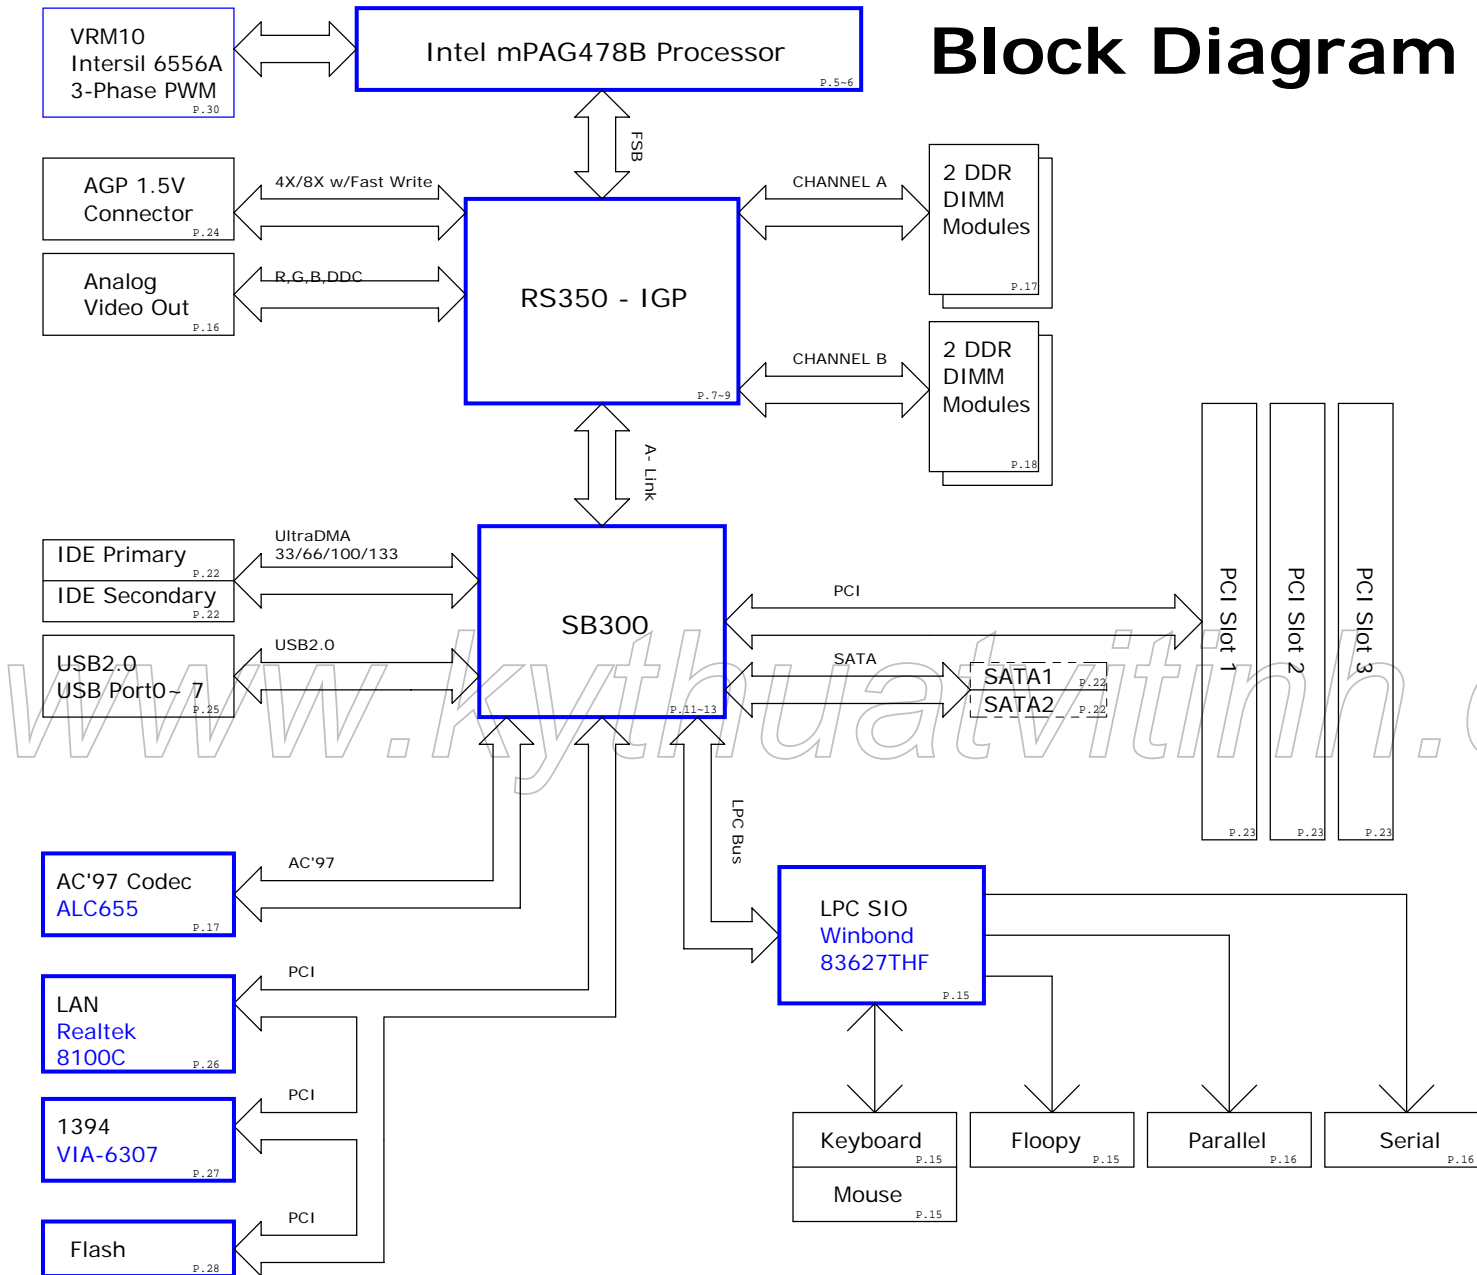 Block Diagram
VRM10
Intersil 6556A
3-Phase PWM
P.30
Intel mPAG478B Processor
P.5~6
FSB
AGP 1.5V
Connector
P.24
4X/8X w/Fast Write
Analog
Video Out
P.16
R,G,B,DDC
RS350 - IGP
P.7~9
CHANNEL A
2 DDR
DIMM
Modules
P.17
CHANNEL B
2 DDR
DIMM
Modules
P.18
A- Link
IDE Primary
P.22
IDE Secondary
P.22
UltraDMA
33/66/100/133
USB2.0
USB Port0~ 7
P.25
USB2.0
SB300
P.11~13
PCI
PCI Slot 1
P.23
PCI Slot 2
P.23
PCI Slot 3
P.23
SATA
SATA1
P.22
SATA2
P.22
www.kythuatvitinh.c
LPC Bus
AC'97 Codec
ALC655
P.17
AC'97
LAN
Realtek
8100C
P.26
PCI
1394
VIA-6307
P.27
PCI
Flash
P.28
PCI
LPC SIO
Winbond
83627THF
P.15
Keyboard
P.15
Mouse
P.15
Floopy
P.15
Parallel
P.16
Serial
P.16